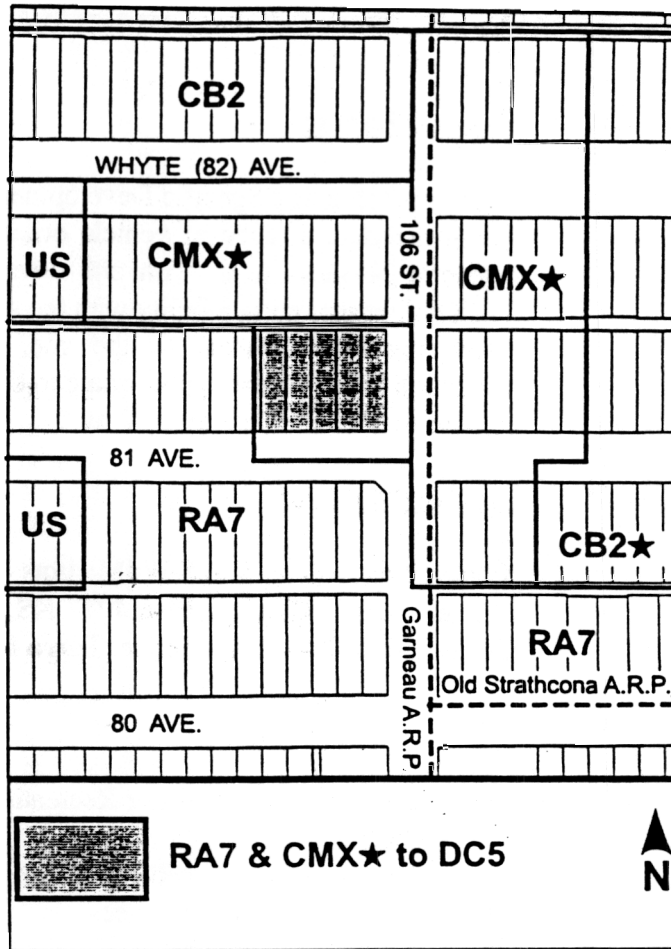 CB2
WHYTE (82) AVE.
106 ST.
US
CMX★
CMX★
81 AVE.
US
RA7
CB2★
Garneau A.R.P
RA7
Old Strathcona A.R.P.
80 AVE.
RA7 & CMX★ to DC5
N